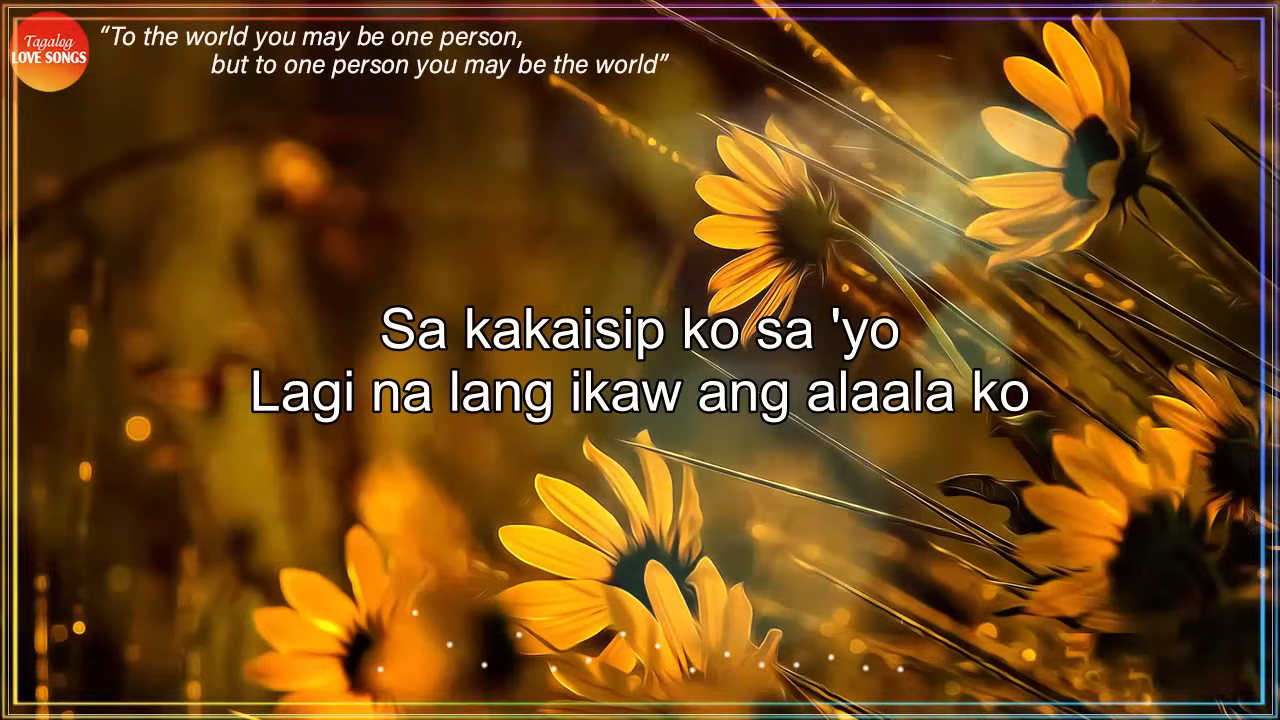 Tagalog
LOVE SONGS
“To the world you may be one person,
but to one person you may be the world”
Sa kakaisip ko sa 'yo
Lagi na lang ikaw ang alaala ko